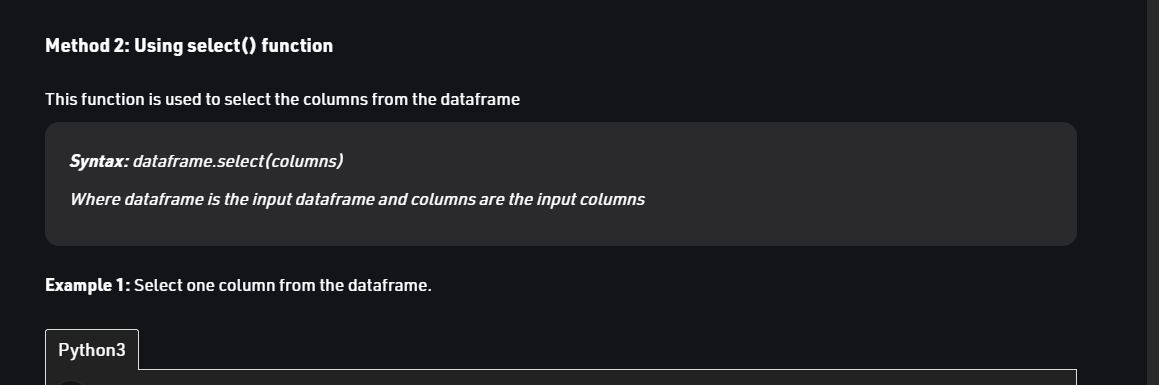 Method 2: Using select() function
This function is used to select the columns from the dataframe
Syntax: dataframe.select(columns)
Where dataframe is the input dataframe and columns are the input columns
Example 1: Select one column from the dataframe.
Python3